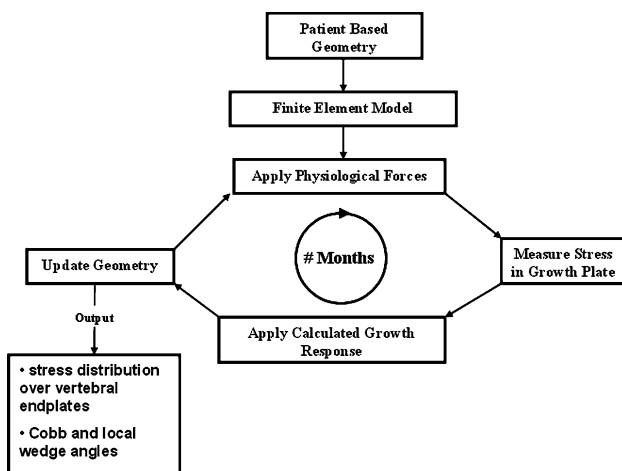 Patient Based
Geometry
Finite Element Model
Apply Physiological Forces
# Months
Update Geometry
Measure Stress
in Growth Plate
Apply Calculated Growth
Response
Output
• stress distribution
over vertebral
endplates
• Cobb and local
wedge angles